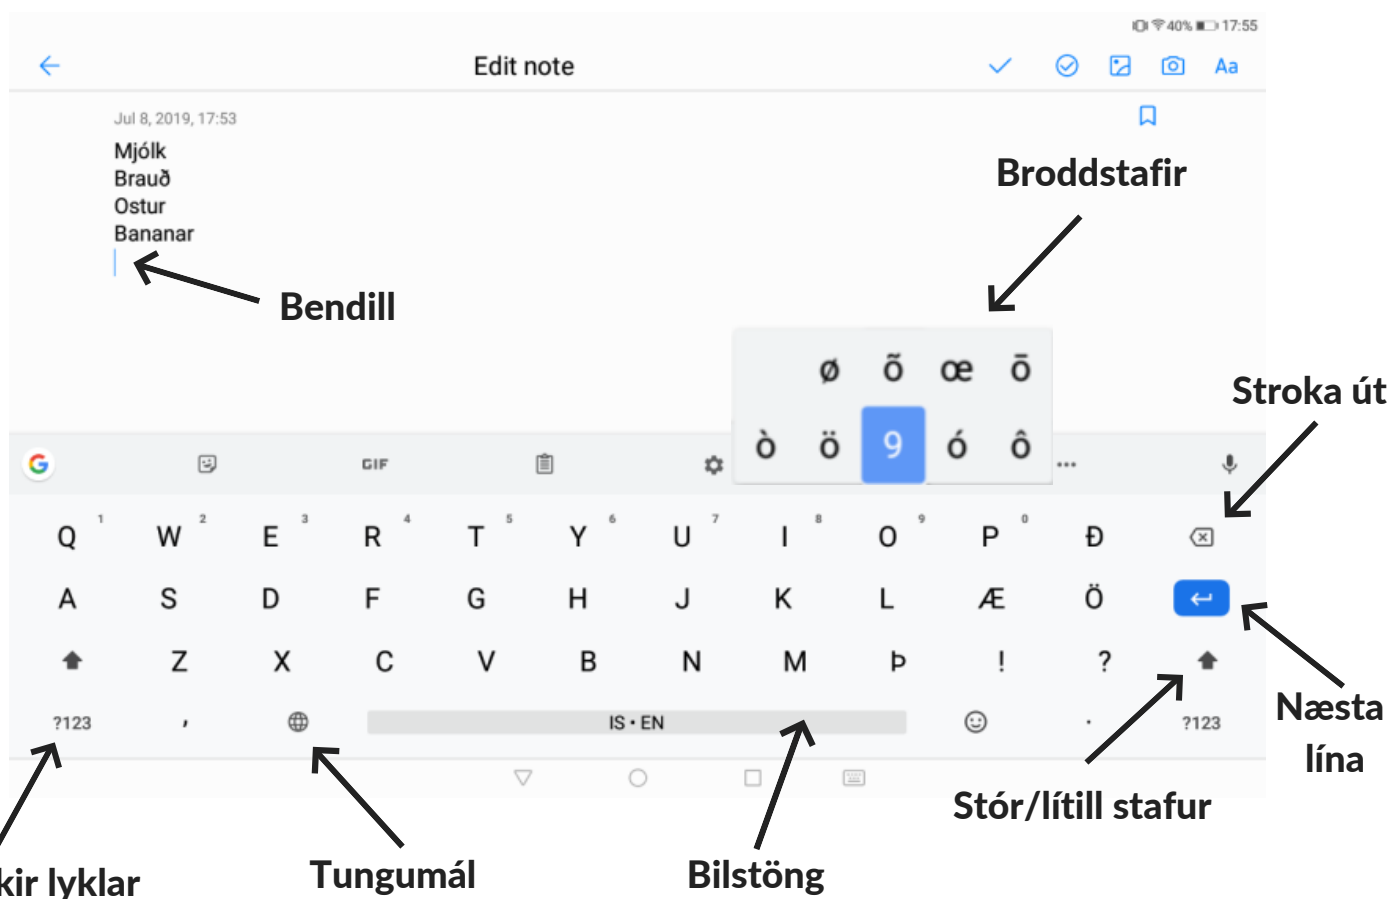 40% 17:55
Edit note
Aa
Jul 8, 2019, 17:53
Mjólk
Brauð
Ostur
Bananar
Broddstafir
Bendill
ø õ œ ō
ò ö 9 ó ô
Stroka út
G GIF
Q 1 W 2 E 3 R 4 T 5 Y 6 U 7 I 8 O 9 P 0 Đ
A S D F G H J K L Æ Ö
Z X C V B N M Þ ! ?
?123 , IS • EN . ?123
Næsta
lína
Stór/lítill stafur
kir lyklar
Tungumál
Bilstöng